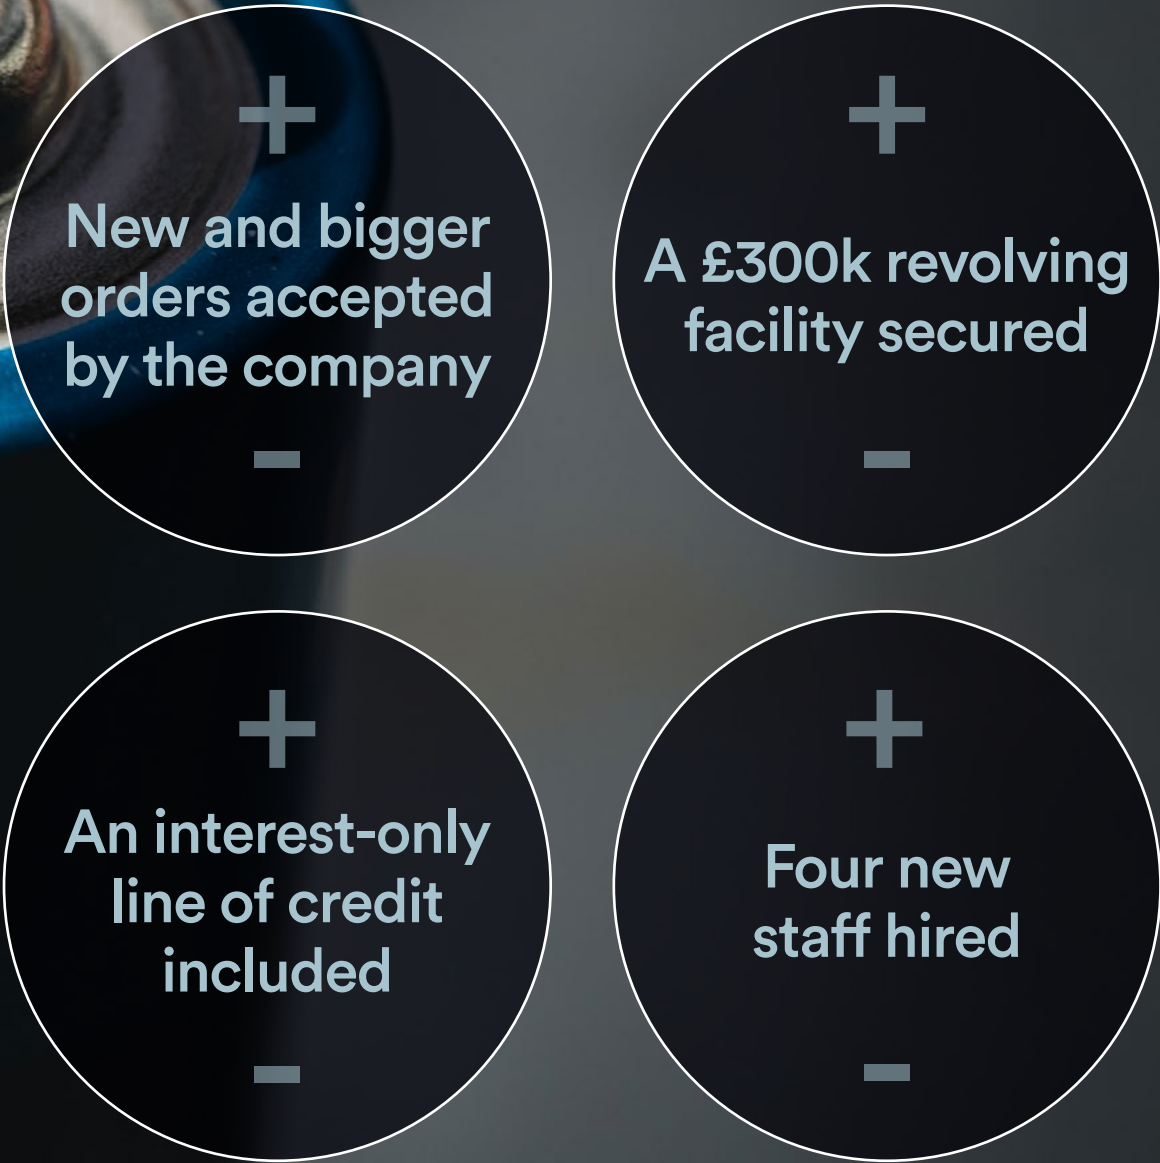 +
New and bigger
orders accepted
by the company
-
+
A £300k revolving
facility secured
-
+
An interest-only
line of credit
included
-
+
Four new
staff hired
-